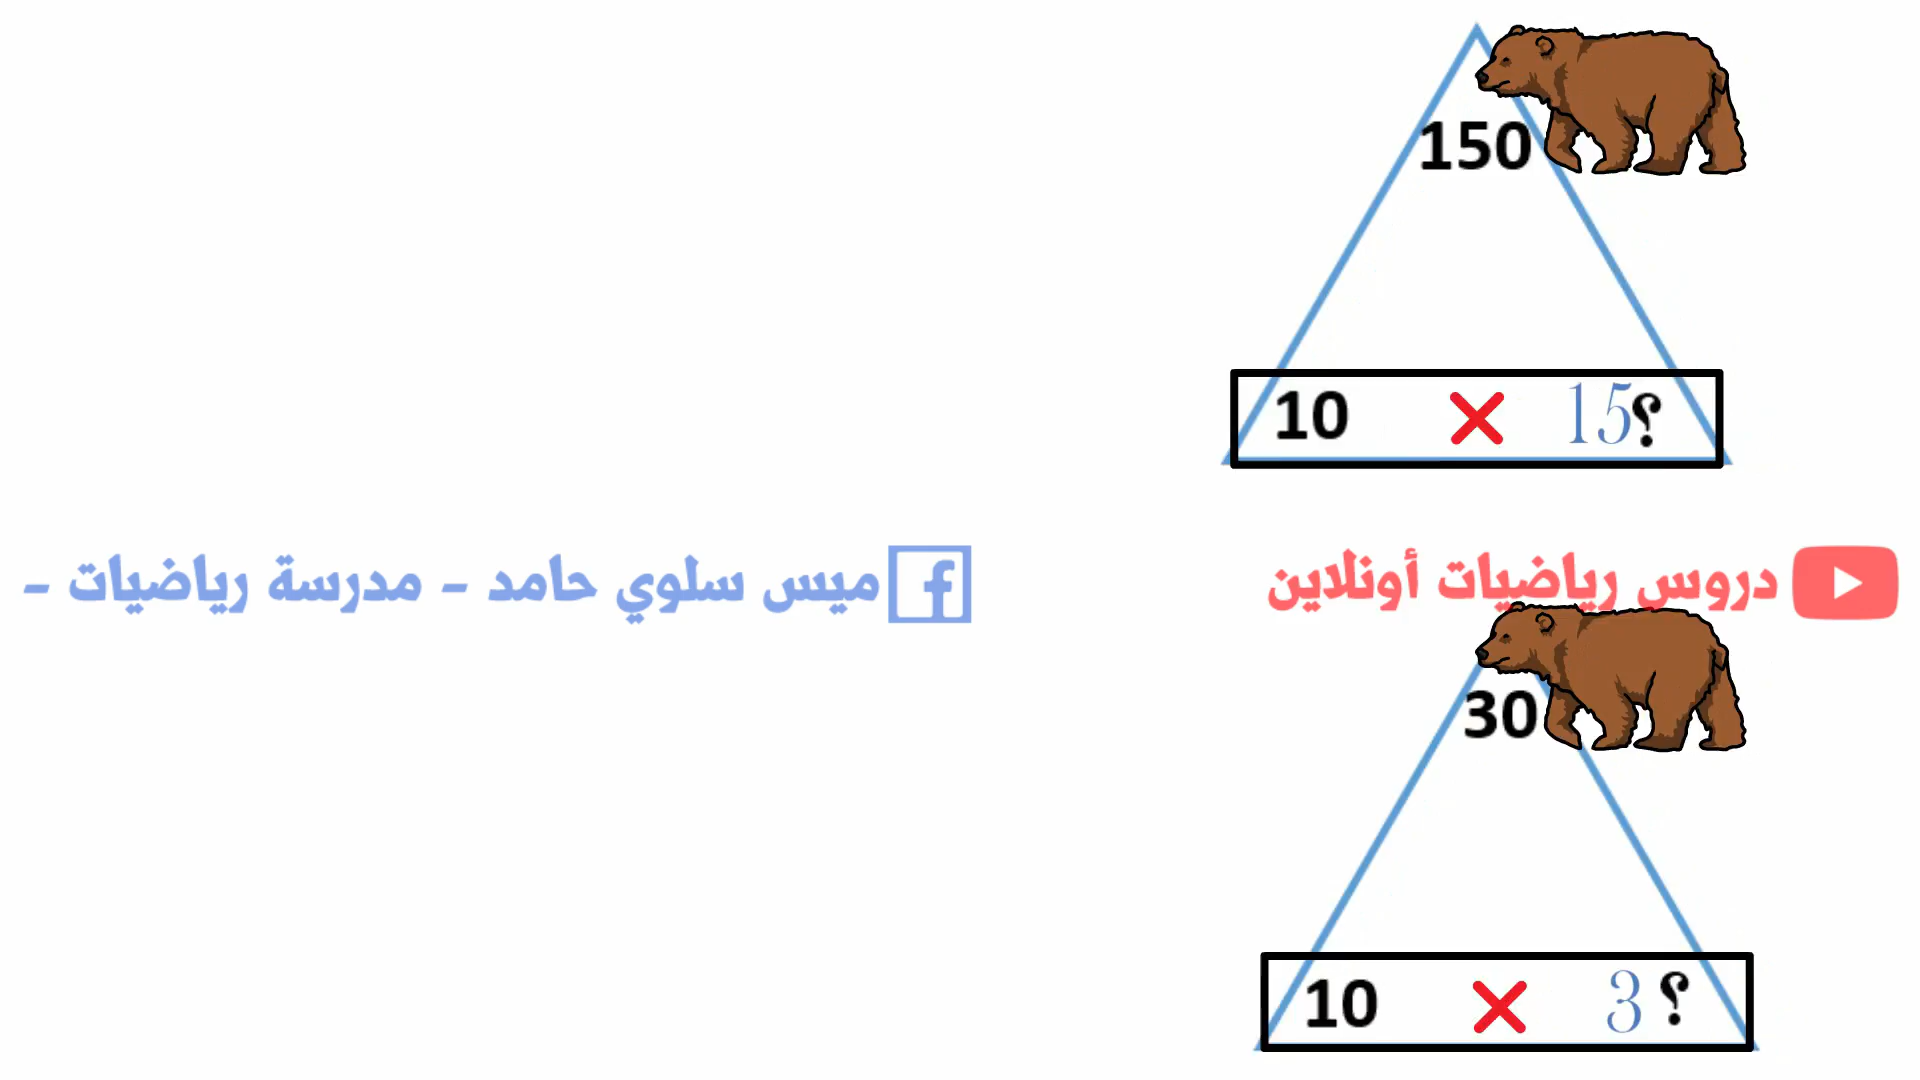 150
10 × 15؟
دروس رياضيات أونلاين
ميس سلوي حامد - مدرسة رياضيات -
30
10 × 3 ؟